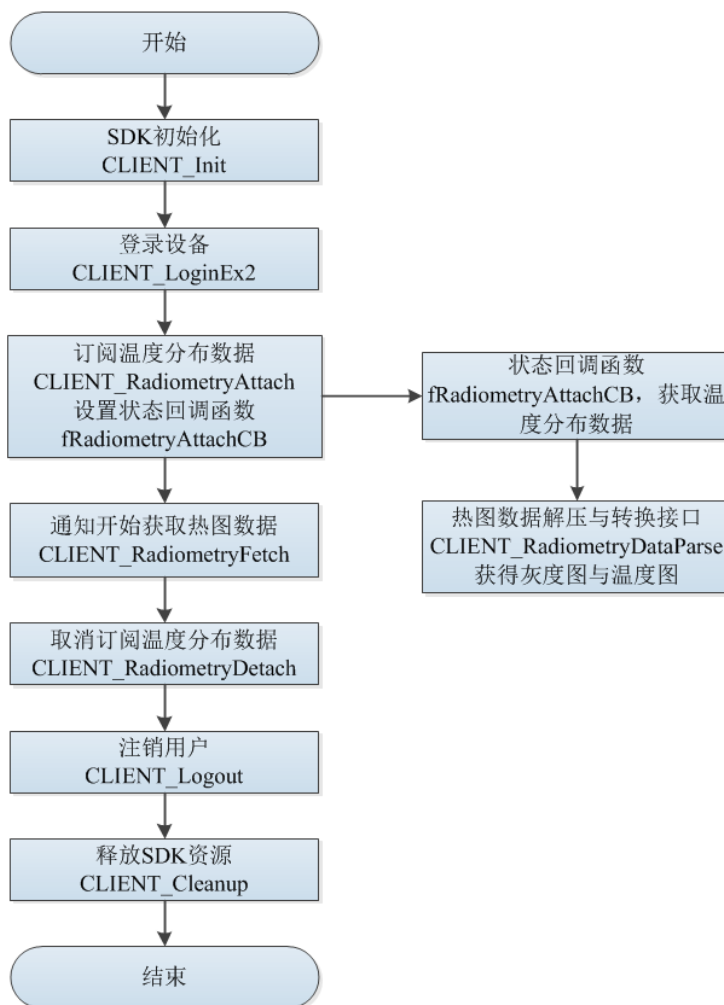 开始
SDK初始化
CLIENT_Init
登录设备
CLIENT_LoginEx2
订阅温度分布数据
CLIENT_RadiometryAttach
设置状态回调函数
fRadiometryAttachCB
状态回调函数
fRadiometryAttachCB，获取温
度分布数据
通知开始获取热图数据
CLIENT_RadiometryFetch
热图数据解压与转换接口
CLIENT_RadiometryDataParse
获得灰度图与温度图
取消订阅温度分布数据
CLIENT_RadiometryDetach
注销用户
CLIENT_Logout
释放SDK资源
CLIENT_Cleanup
结束